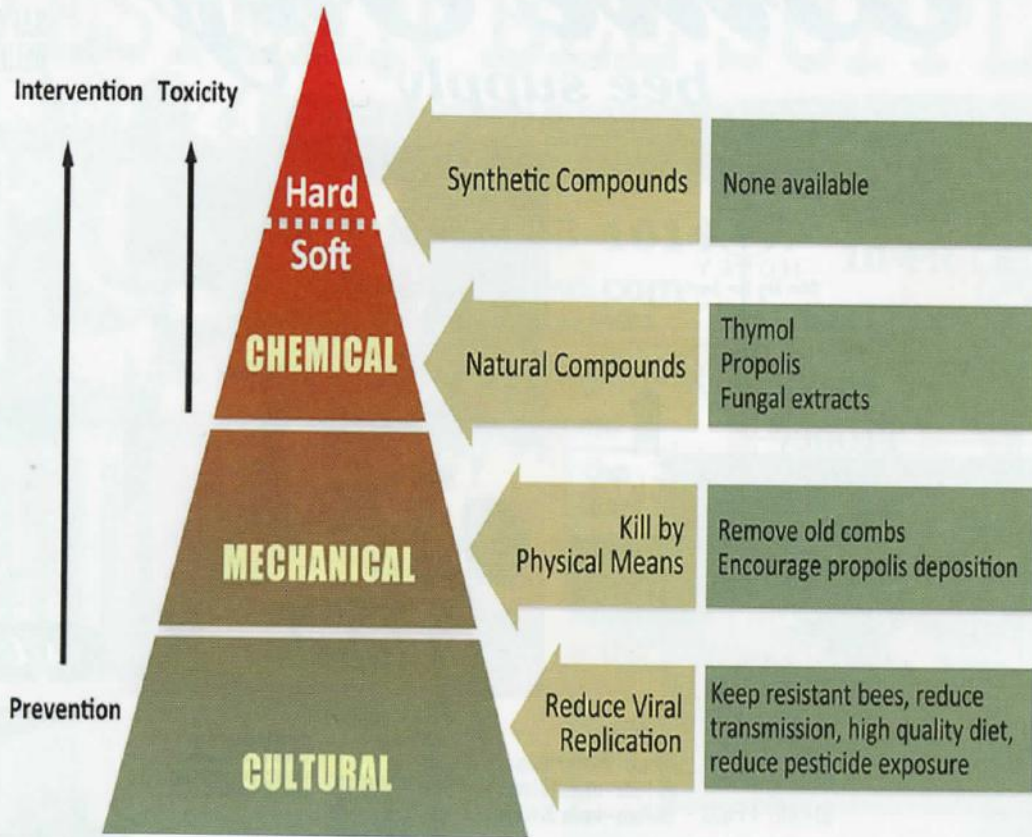 bee supply
Intervention Toxicity
Hard
Soft
CHEMICAL
MECHANICAL
CULTURAL
Prevention
Synthetic Compounds
None available
Natural Compounds
Thymol
Propolis
Fungal extracts
Kill by
Physical Means
Remove old combs
Encourage propolis deposition
Reduce Viral
Replication
Keep resistant bees, reduce
transmission, high quality diet,
reduce pesticide exposure